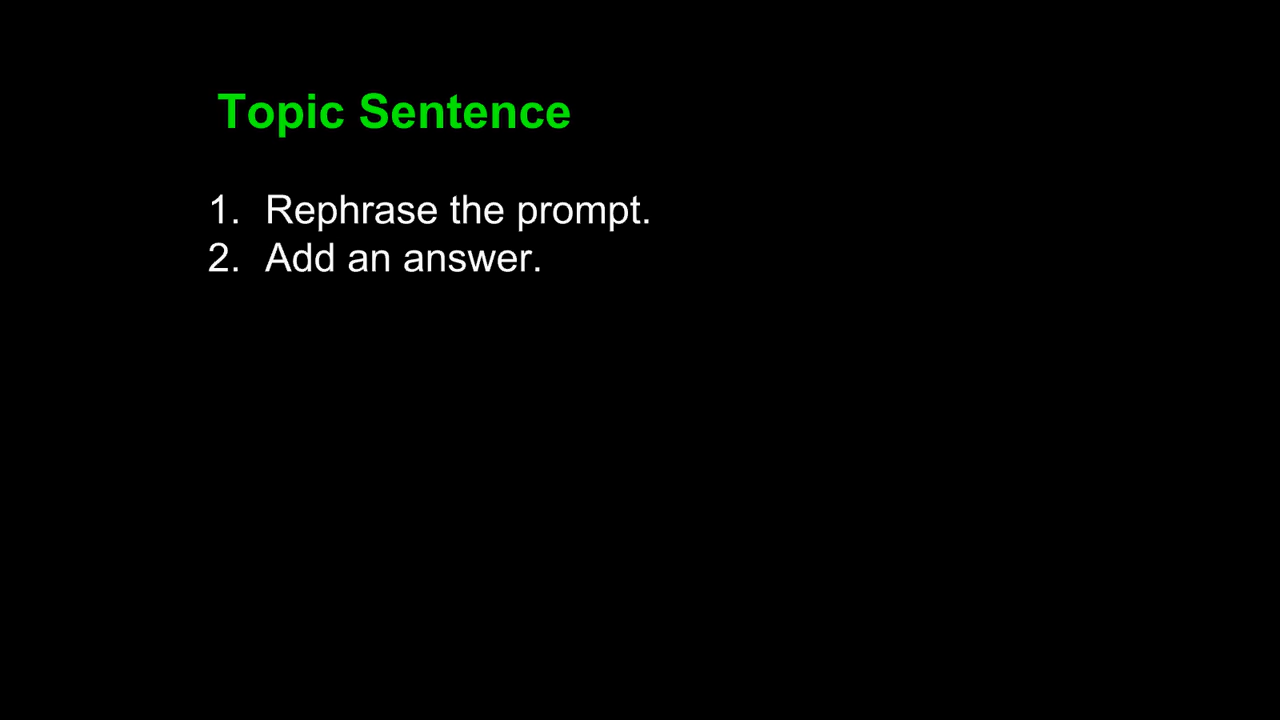 Topic Sentence
1. Rephrase the prompt.
2. Add an answer.